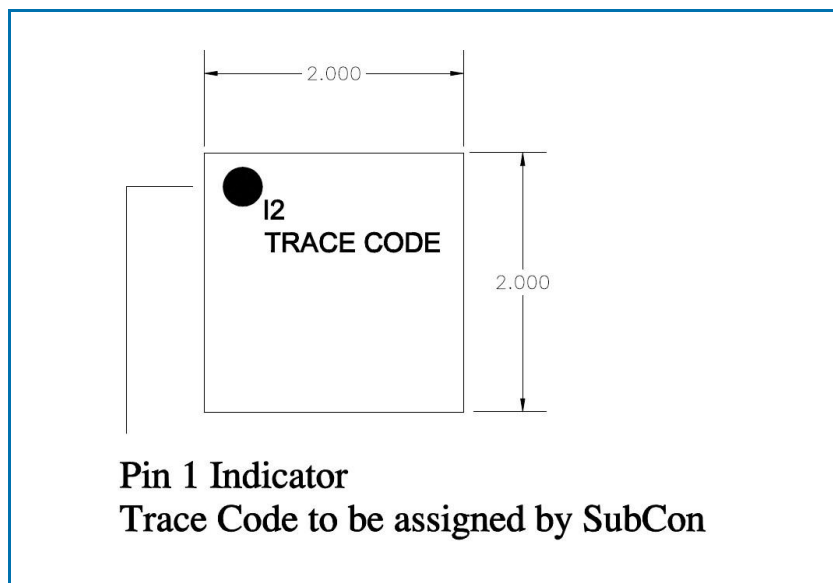 2.000
I2
TRACE CODE
2.000
Pin 1 Indicator
Trace Code to be assigned by SubCon